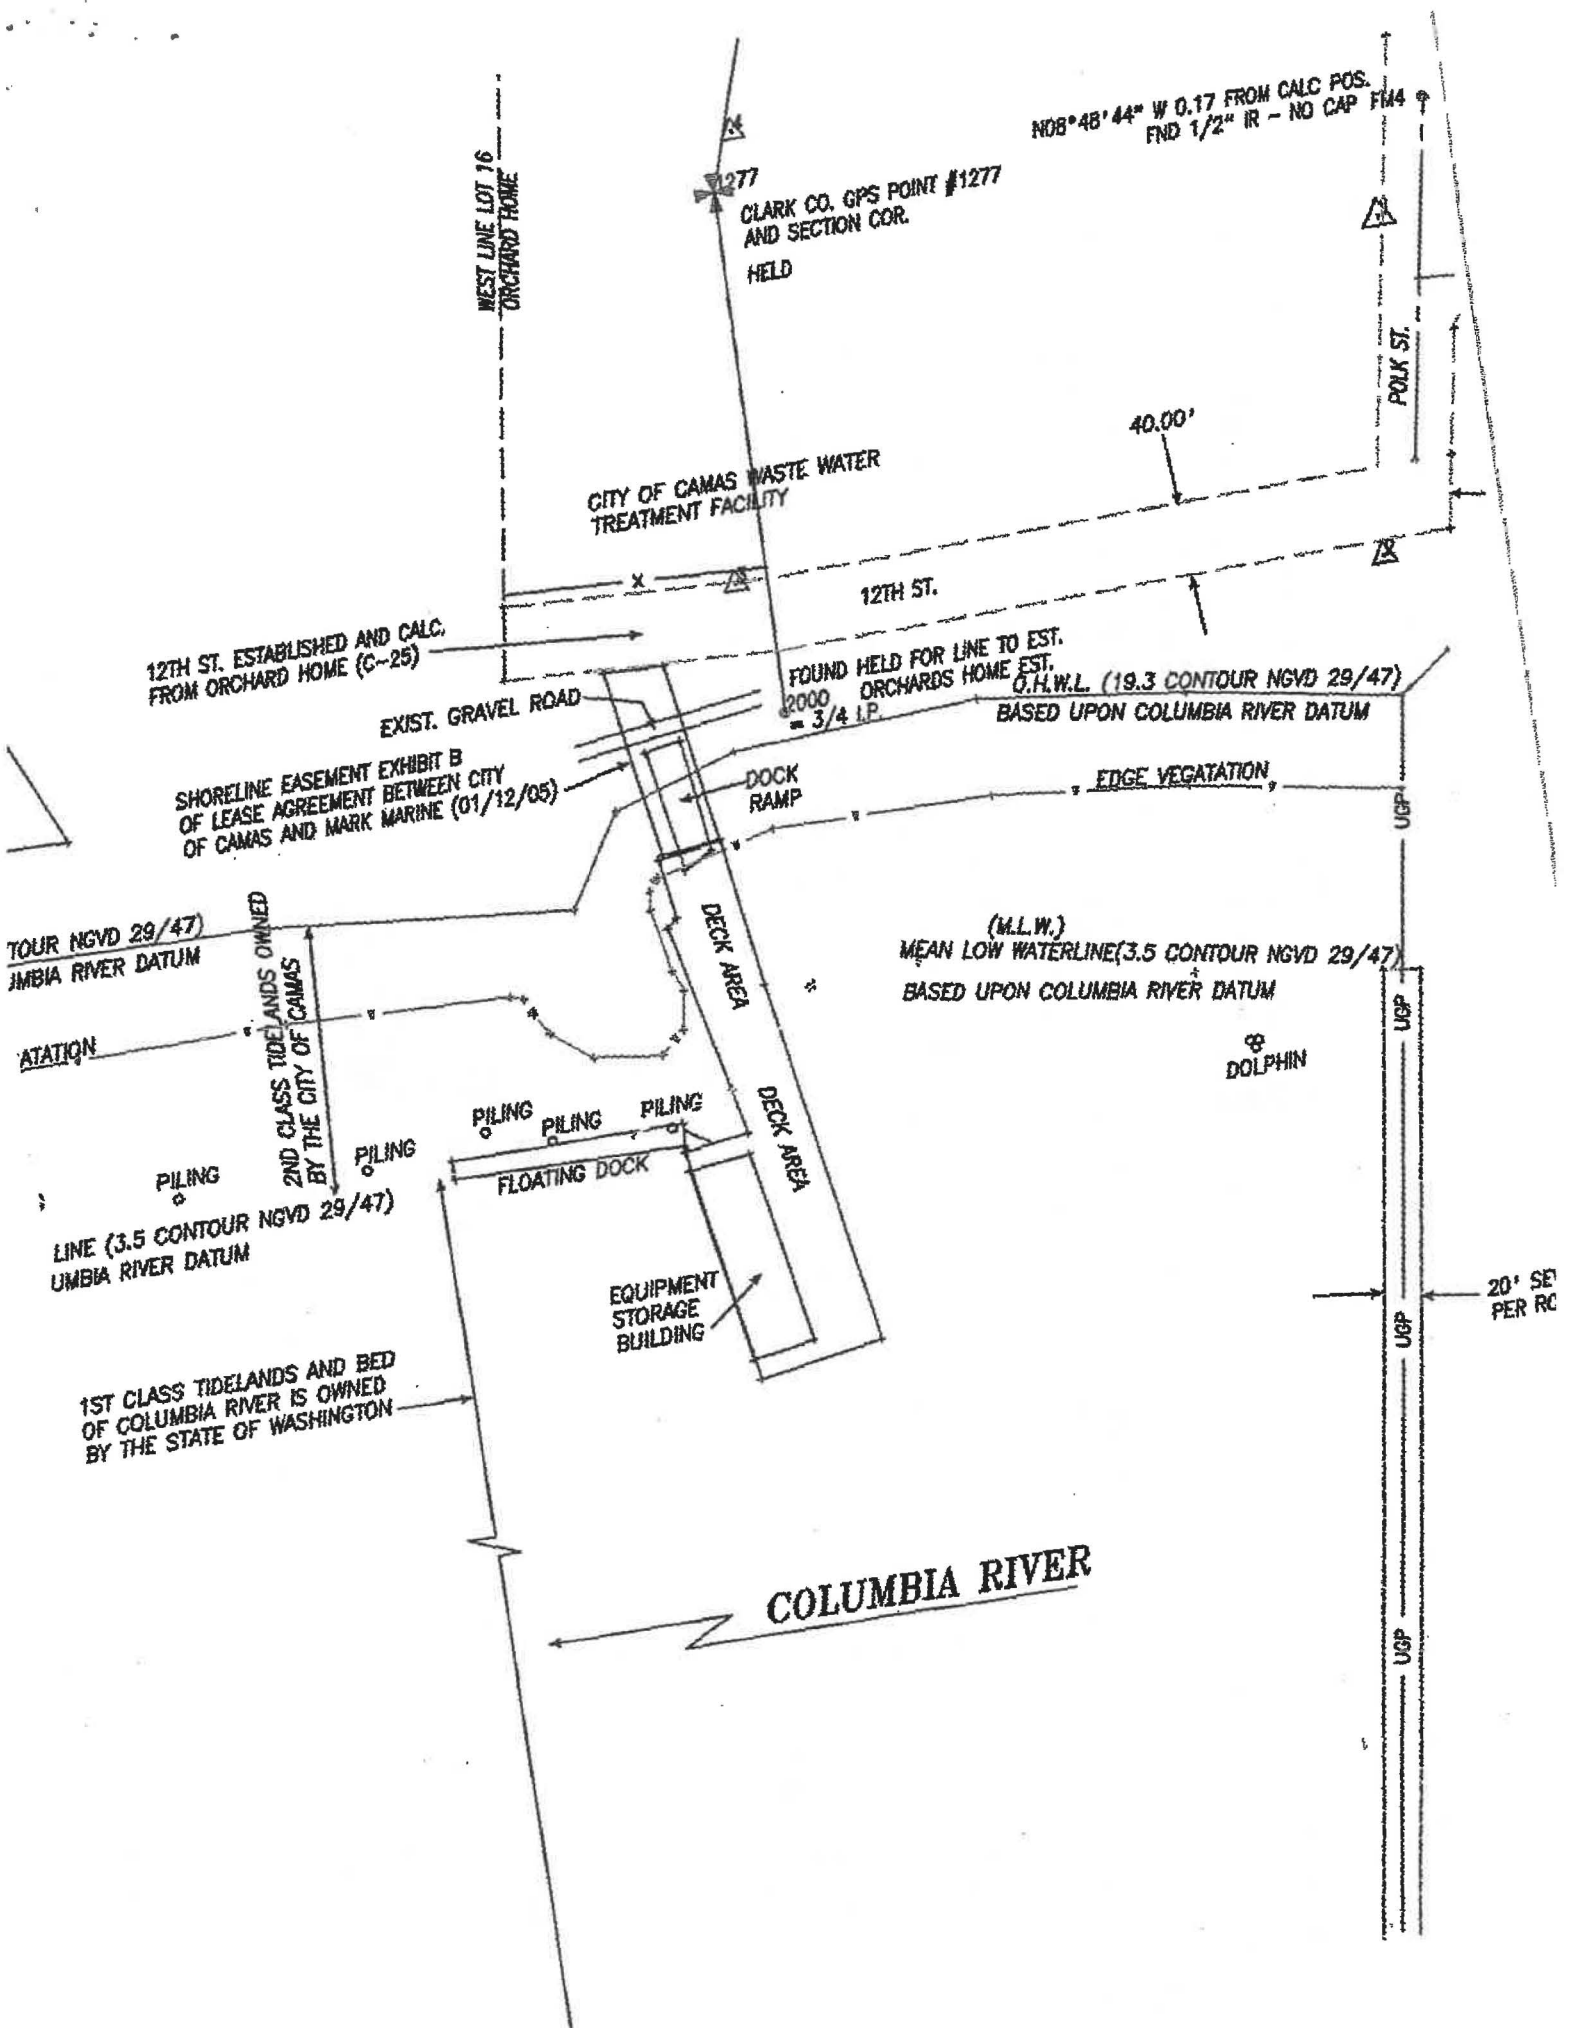 N08°48'44" W 0.17 FROM CALC POS.
FND 1/2" IR - NO CAP FM4
WEST LINE LOT 16
ORCHARD HOME
1277
CLARK CO. GPS POINT #1277
AND SECTION COR.
HELD
POLK ST.
40.00'
CITY OF CAMAS WASTE WATER
TREATMENT FACILITY
X
12TH ST.
12TH ST. ESTABLISHED AND CALC.
FROM ORCHARD HOME (C-25)
FOUND HELD FOR LINE TO EST.
ORCHARDS HOME EST.
2000
= 3/4 I.P.
O.H.W.L. (19.3 CONTOUR NGVD 29/47)
BASED UPON COLUMBIA RIVER DATUM
EXIST. GRAVEL ROAD
SHORELINE EASEMENT EXHIBIT B
OF LEASE AGREEMENT BETWEEN CITY
OF CAMAS AND MARK MARINE (01/12/05)
DOCK
RAMP
EDGE VEGATATION
UGP
TOUR NGVD 29/47)
UMBIA RIVER DATUM
2ND CLASS TIDELANDS OWNED
BY THE CITY OF CAMAS
DECK AREA
(M.L.W.)
MEAN LOW WATERLINE(3.5 CONTOUR NGVD 29/47)
BASED UPON COLUMBIA RIVER DATUM
UGP
ATATION
DOLPHIN
PILING
PILING
PILING
PILING
PILING
DECK AREA
FLOATING DOCK
LINE (3.5 CONTOUR NGVD 29/47)
UMBIA RIVER DATUM
EQUIPMENT
STORAGE
BUILDING
20' SE
PER RO
UGP
1ST CLASS TIDELANDS AND BED
OF COLUMBIA RIVER IS OWNED
BY THE STATE OF WASHINGTON
COLUMBIA RIVER
UGP